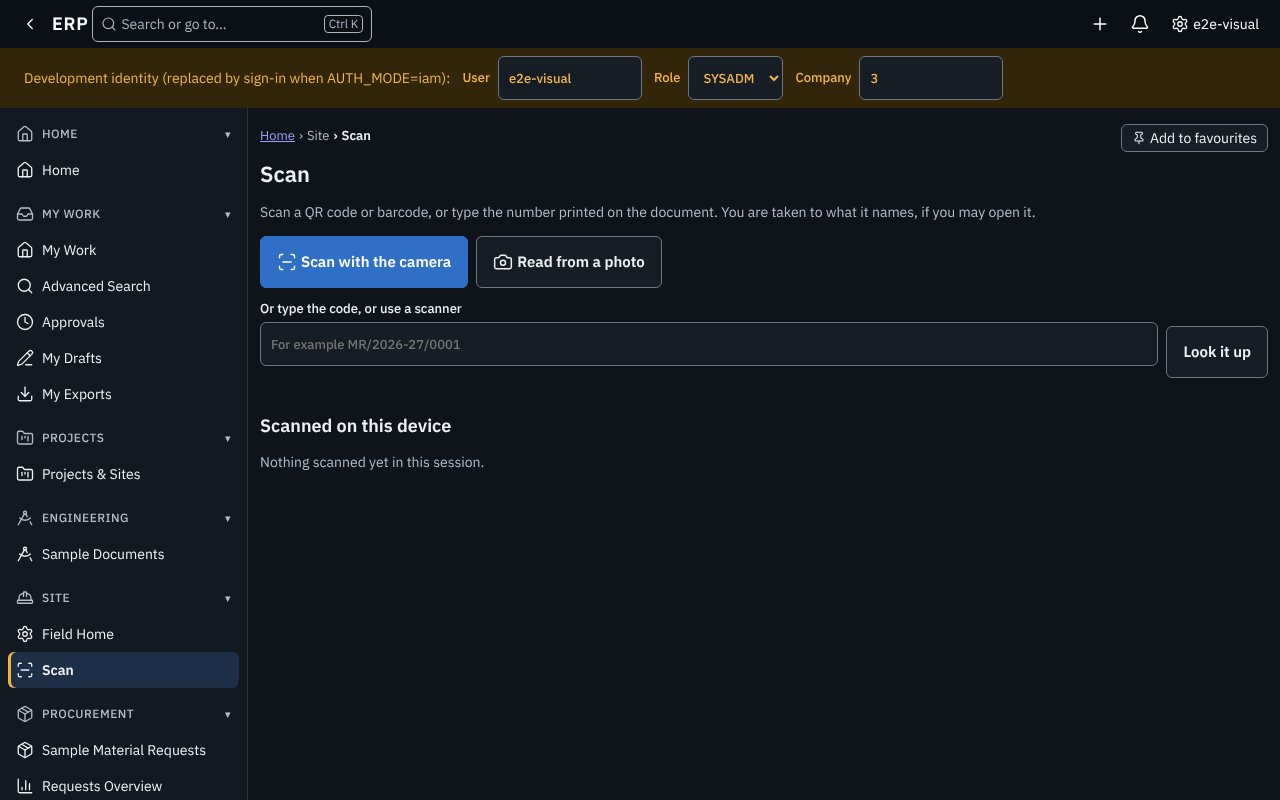 ERP
Search or go to...
Ctrl K
e2e-visual
Development identity (replaced by sign-in when AUTH_MODE=iam):
User
e2e-visual
Role
SYSADM
Company
3
HOME
Home
MY WORK
My Work
Advanced Search
Approvals
My Drafts
My Exports
PROJECTS
Projects & Sites
ENGINEERING
Sample Documents
SITE
Field Home
Scan
PROCUREMENT
Sample Material Requests
Requests Overview
Home › Site › Scan
Add to favourites
Scan
Scan a QR code or barcode, or type the number printed on the document. You are taken to what it names, if you may open it.
Scan with the camera
Read from a photo
Or type the code, or use a scanner
For example MR/2026-27/0001
Look it up
Scanned on this device
Nothing scanned yet in this session.